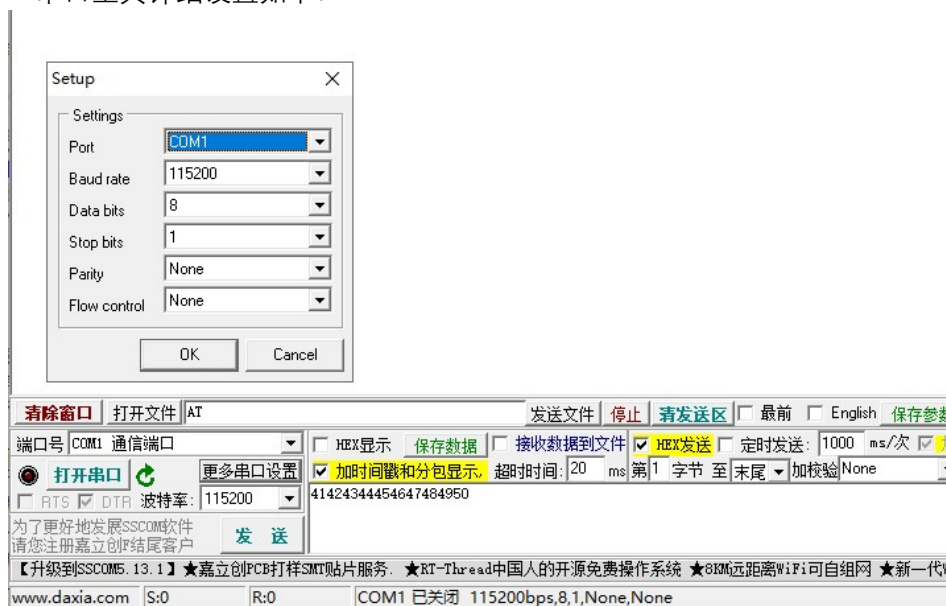 Setup
Settings
Port COM1
Baud rate 115200
Data bits 8
Stop bits 1
Parity None
Flow control None
OK Cancel
清除窗口 打开文件 AT 发送文件 停止 清发送区 最前 English 保存参数
端口号 COM1 通信端口 HEX显示 保存数据 接收数据到文件 HEX发送 定时发送: 1000 ms/次
打开串口 更多串口设置 加时间戳和分包显示, 超时时间: 20 ms 第1 字节 至 末尾 加校验 None
RTS DTR 波特率: 115200 41424344454647484950
为了更好地发展SSCOM软件
请您注册嘉立创F结尾客户 发 送
【升级到SSCOM5.13.1】★嘉立创PCB打样SMT贴片服务. ★RT-Thread中国人的开源免费操作系统 ★8KM远距离WiFi可自组网 ★新一代
www.daxia.com S:0 R:0 COM1 已关闭 115200bps,8,1,None,None